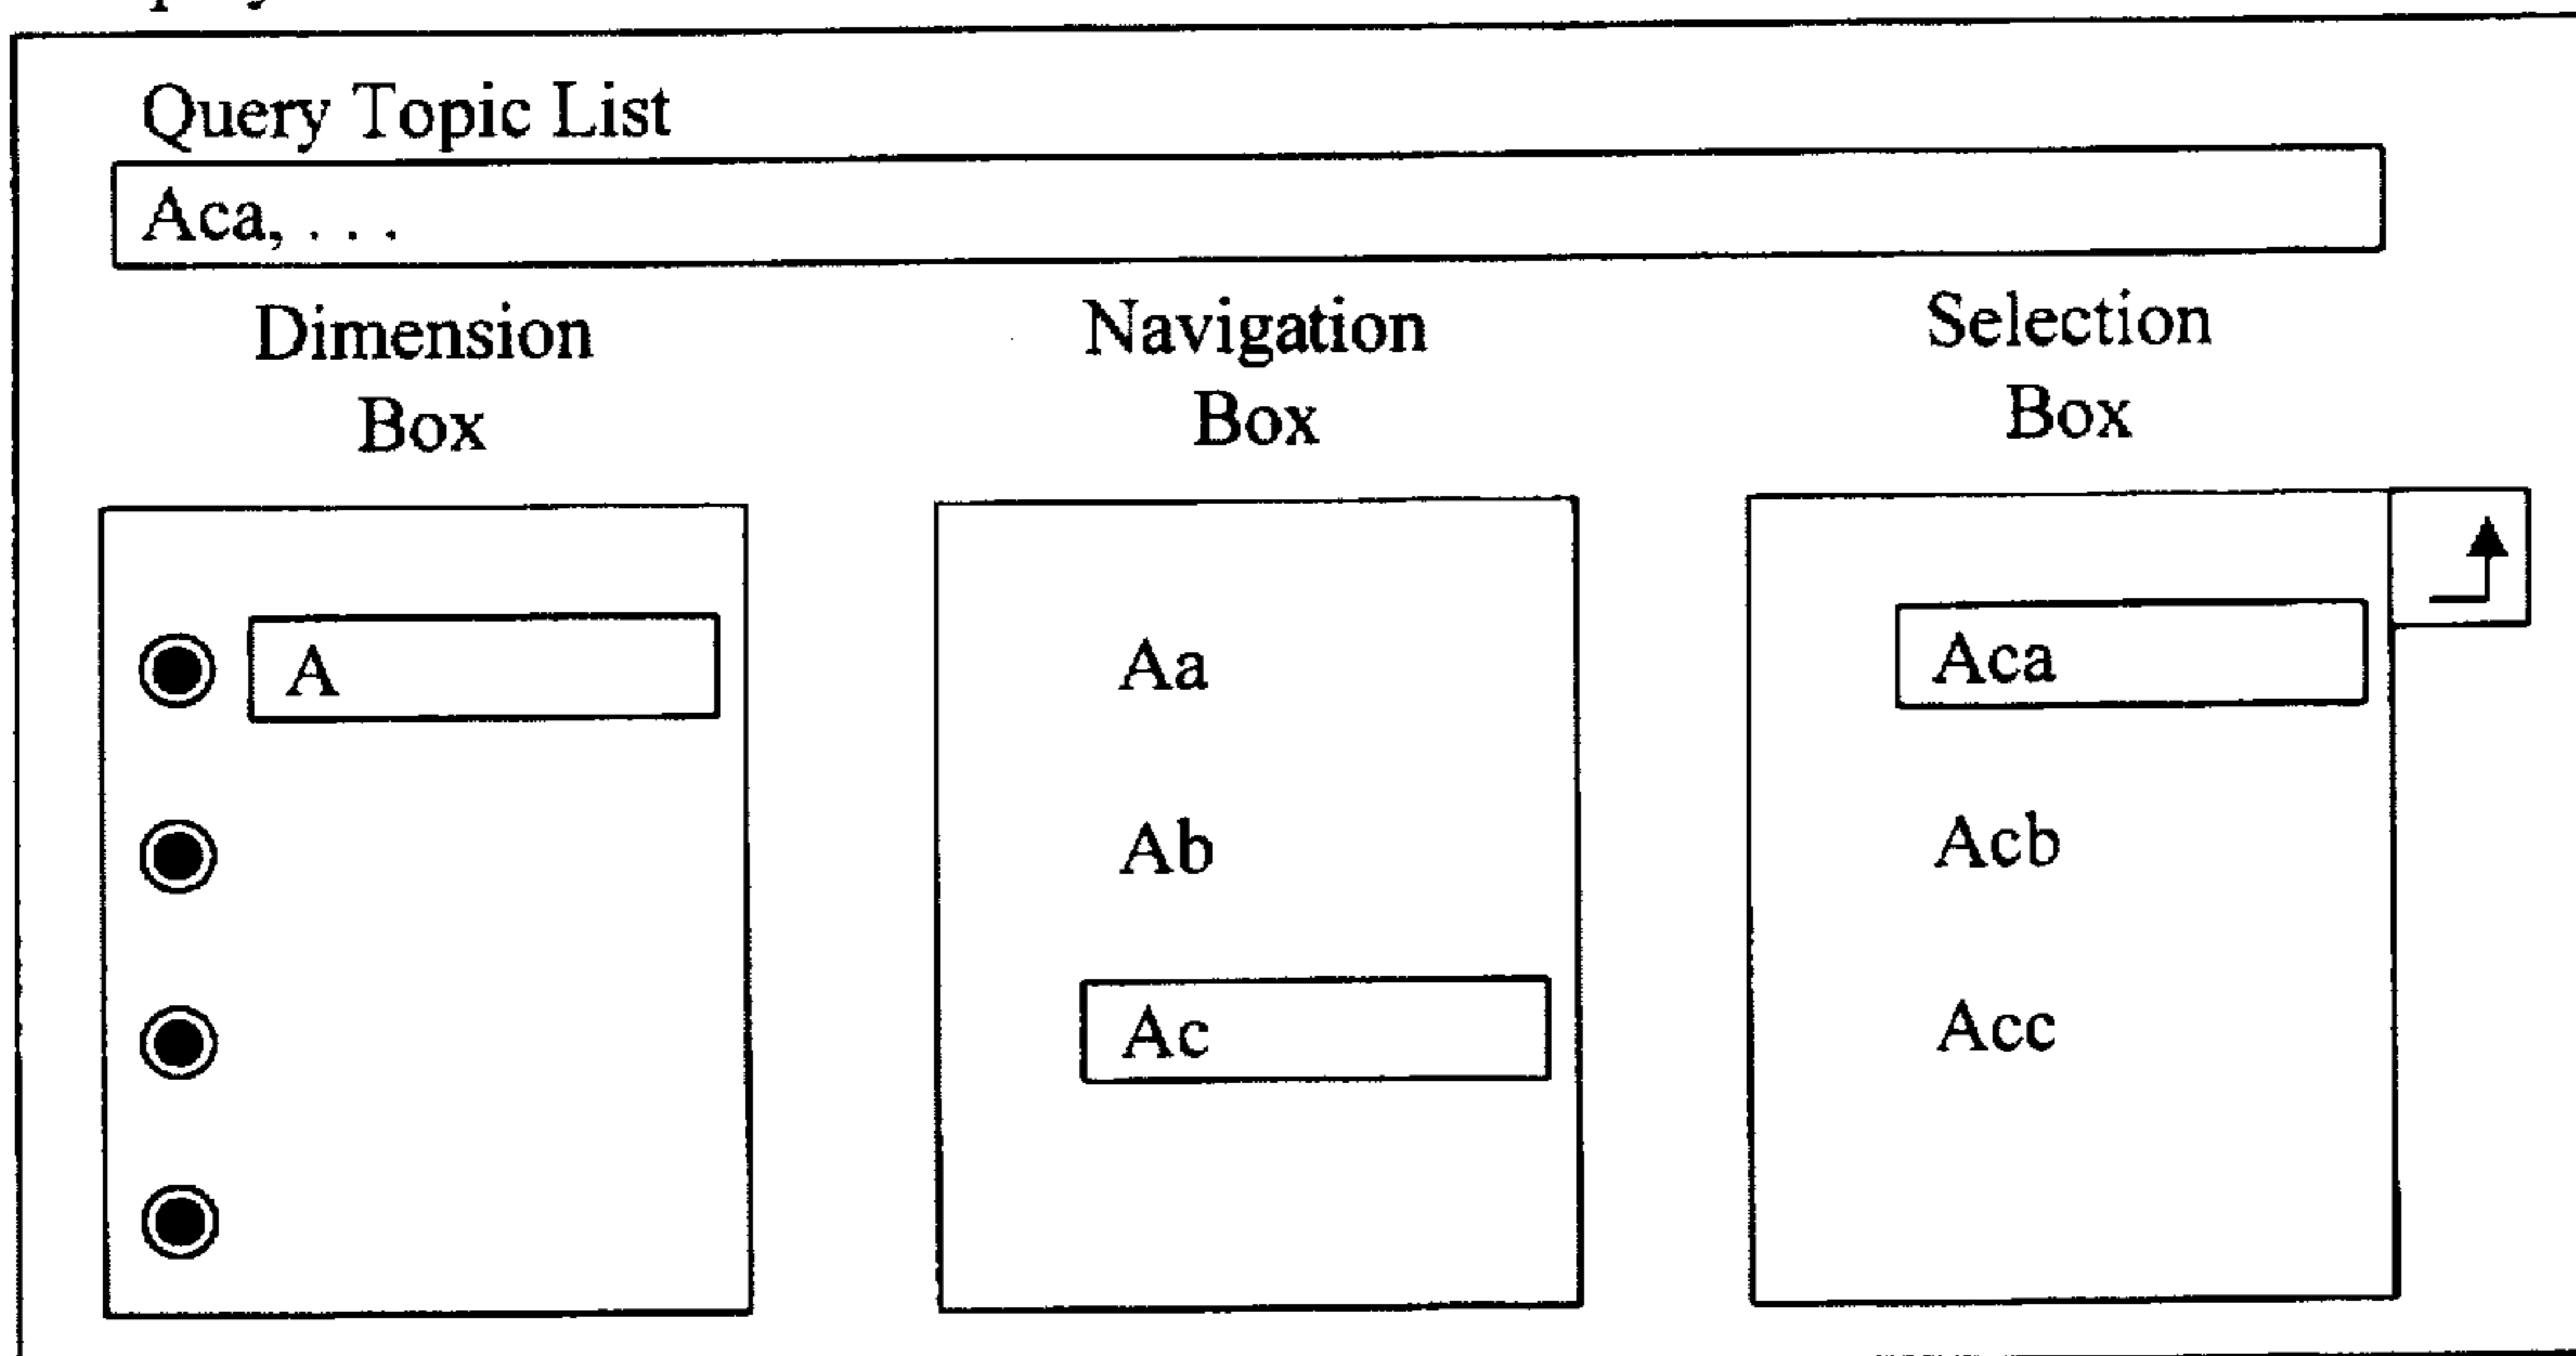 Query Topic List
Aca, . . .
Dimension Box
Navigation Box
Selection Box
A
Aa
Ab
Ac
Aca
Acb
Acc